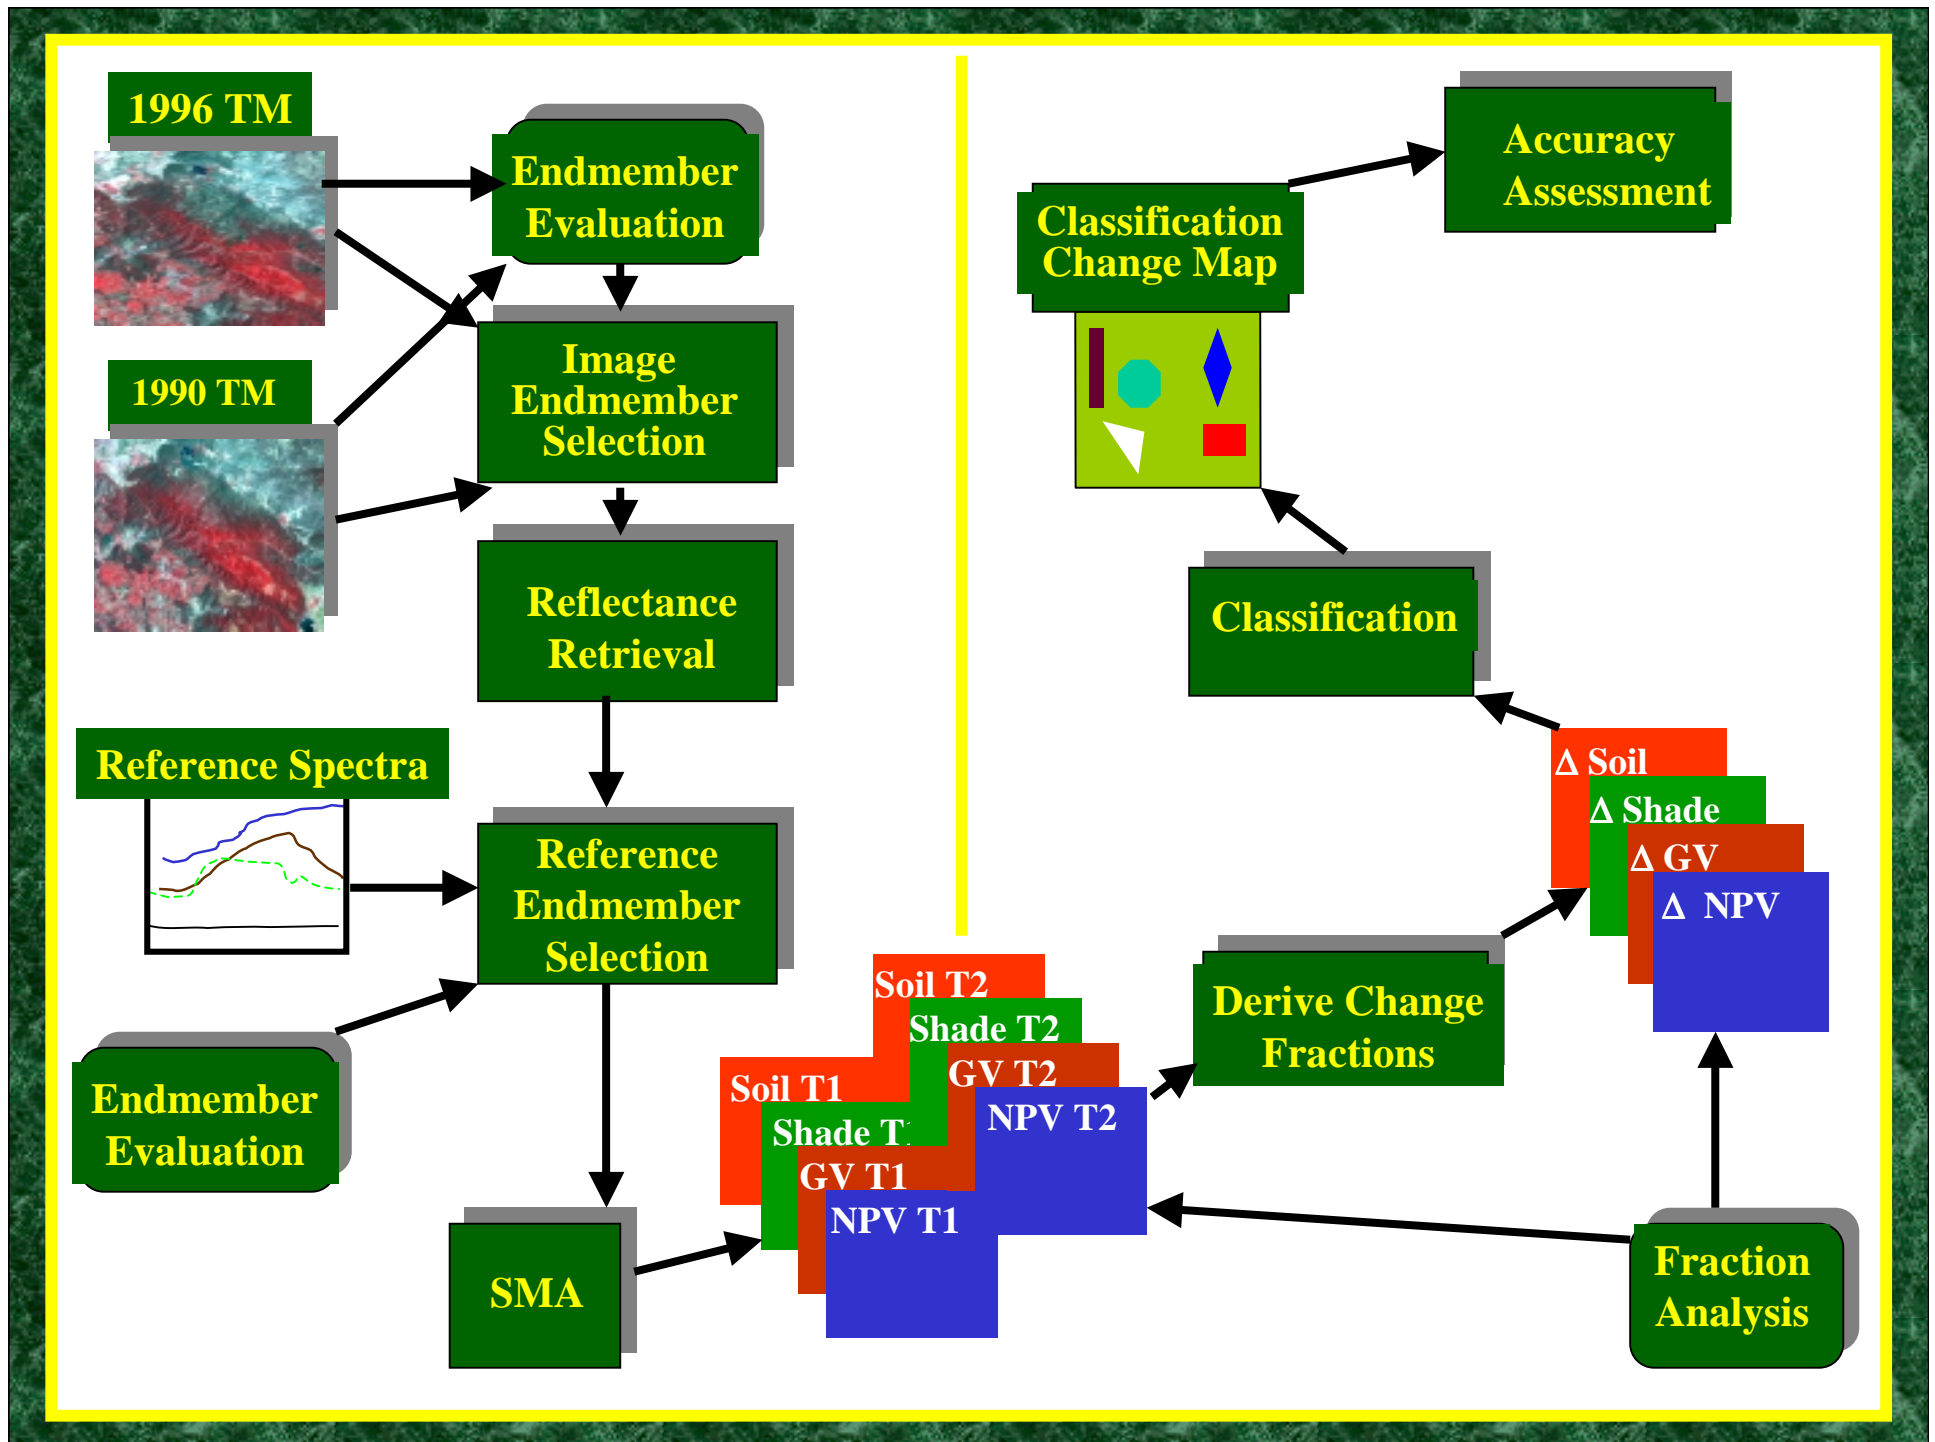 1996 TM
Endmember
Evaluation
1990 TM
Image
Endmember
Selection
Reflectance
Retrieval
Reference Spectra
Reference
Endmember
Selection
Endmember
Evaluation
SMA
Soil T1
Shade T1
GV T1
NPV T1
Soil T2
Shade T2
GV T2
NPV T2
Derive Change
Fractions
Fraction
Analysis
Δ Soil
Δ Shade
Δ GV
Δ NPV
Classification
Classification
Change Map
Accuracy
Assessment